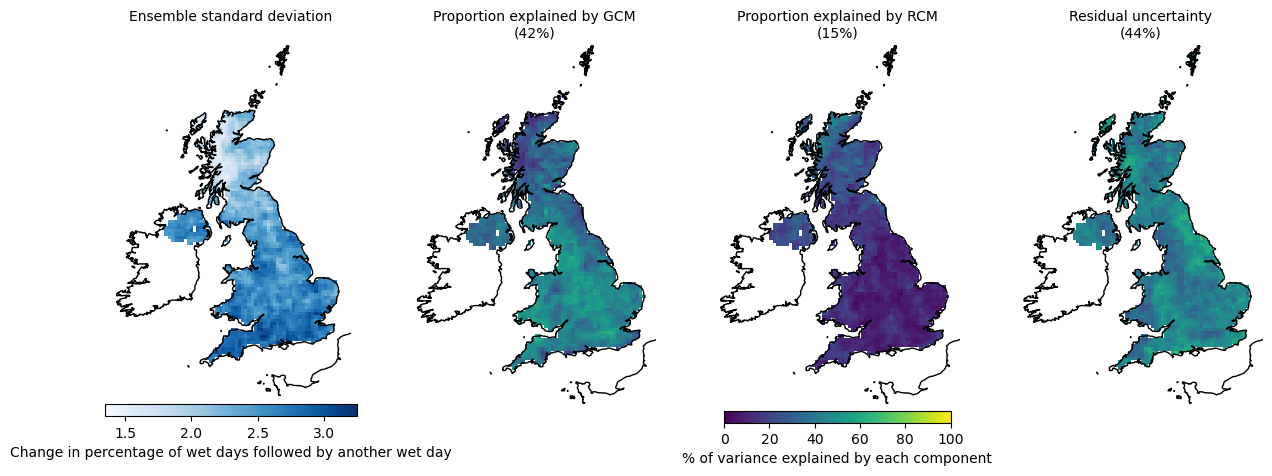 Ensemble standard deviation
Proportion explained by GCM
(42%)
Proportion explained by RCM
(15%)
Residual uncertainty
(44%)
1.5 2.0 2.5 3.0
Change in percentage of wet days followed by another wet day
0 20 40 60 80 100
% of variance explained by each component